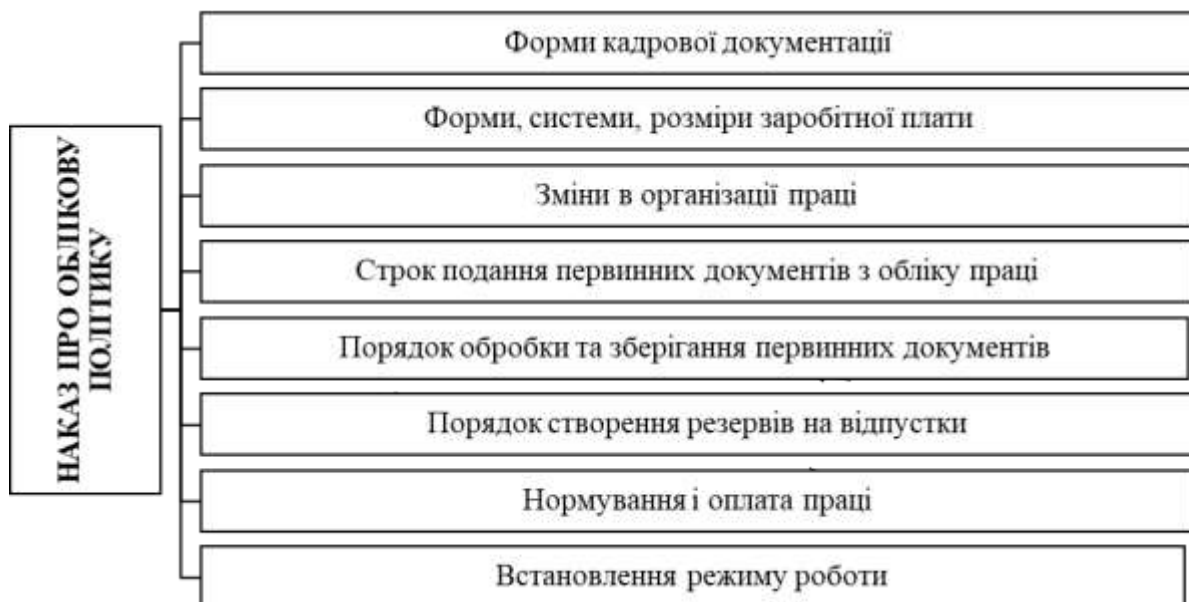 НАКАЗ ПРО ОБЛІКОВУ
ПОЛІТИКУ
Форми кадрової документації
Форми, системи, розміри заробітної плати
Зміни в організації праці
Строк подання первинних документів з обліку праці
Порядок обробки та зберігання первинних документів
Порядок створення резервів на відпустки
Нормування і оплата праці
Встановлення режиму роботи